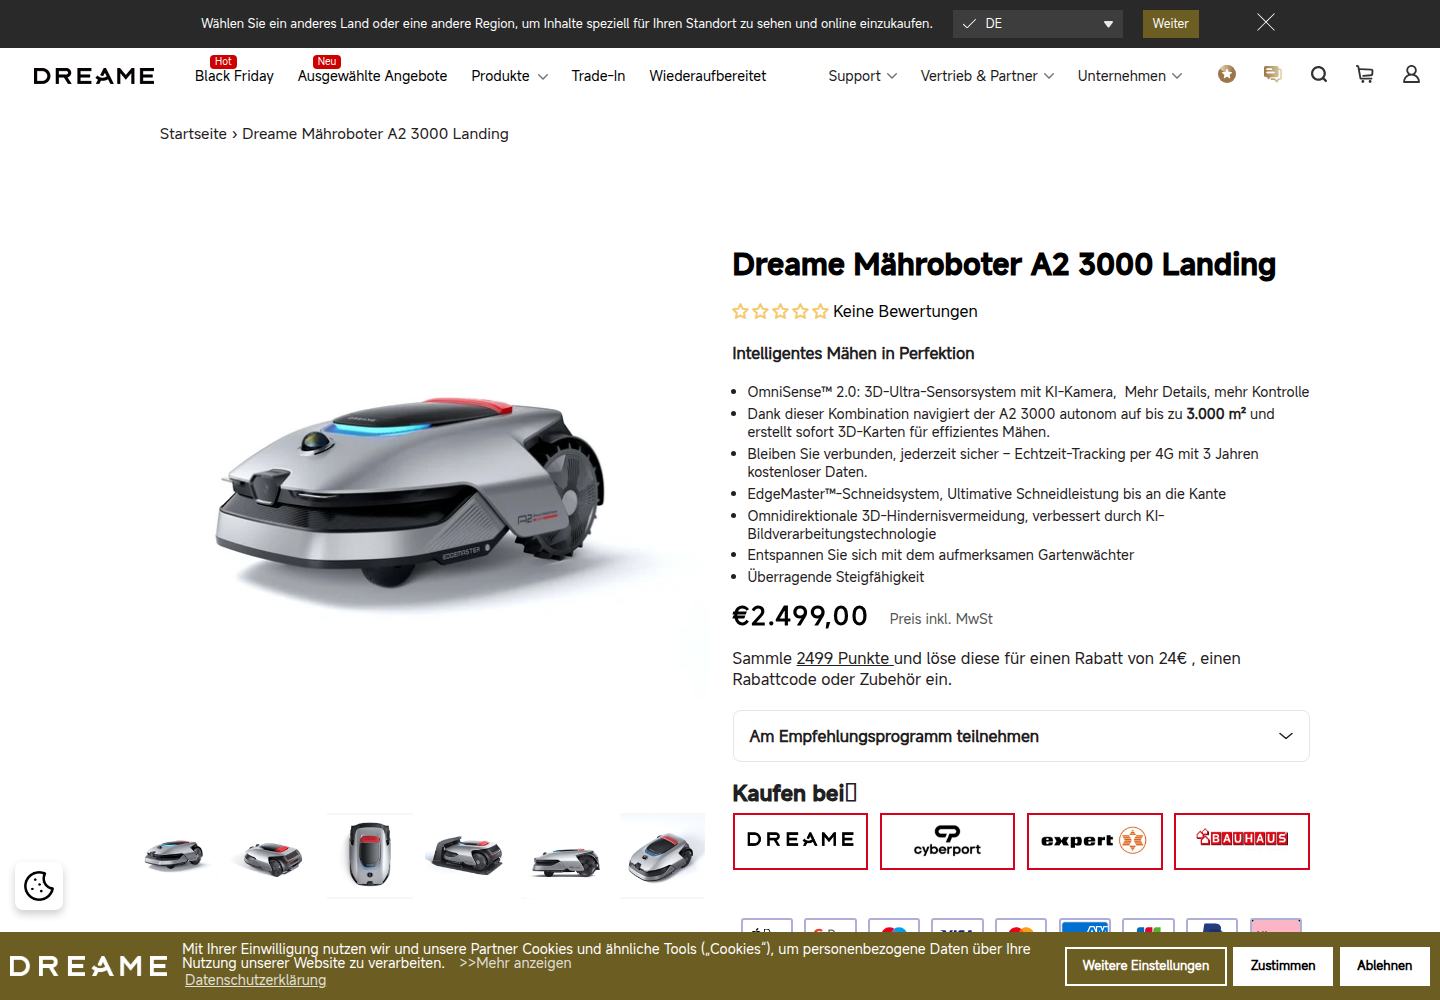 Wählen Sie ein anderes Land oder eine andere Region, um Inhalte speziell für Ihren Standort zu sehen und online einzukaufen.
DE
Weiter
Hot
Neu
DREAME
Black Friday
Ausgewählte Angebote
Produkte
Trade-In
Wiederaufbereitet
Support
Vertrieb & Partner
Unternehmen
Startseite › Dreame Mähroboter A2 3000 Landing
Dreame Mähroboter A2 3000 Landing
Keine Bewertungen
Intelligentes Mähen in Perfektion
OmniSense™ 2.0: 3D-Ultra-Sensorsystem mit KI-Kamera, Mehr Details, mehr Kontrolle
Dank dieser Kombination navigiert der A2 3000 autonom auf bis zu 3.000 m² und
erstellt sofort 3D-Karten für effizientes Mähen.
Bleiben Sie verbunden, jederzeit sicher – Echtzeit-Tracking per 4G mit 3 Jahren
kostenloser Daten.
EdgeMaster™-Schneidsystem, Ultimative Schneidleistung bis an die Kante
Omnidirektionale 3D-Hindernisvermeidung, verbessert durch KI-
Bildverarbeitungstechnologie
Entspannen Sie sich mit dem aufmerksamen Gartenwächter
Überragende Steigfähigkeit
A2
EDGEMASTER
€2.499,00
Preis inkl. MwSt
Sammle 2499 Punkte und löse diese für einen Rabatt von 24€ , einen
Rabattcode oder Zubehör ein.
Am Empfehlungsprogramm teilnehmen
Kaufen bei
DREAME
cyberport
expert
BAUHAUS
DREAME
Mit Ihrer Einwilligung nutzen wir und unsere Partner Cookies und ähnliche Tools („Cookies“), um personenbezogene Daten über Ihre
Nutzung unserer Website zu verarbeiten. >>Mehr anzeigen
Datenschutzerklärung
Weitere Einstellungen
Zustimmen
Ablehnen